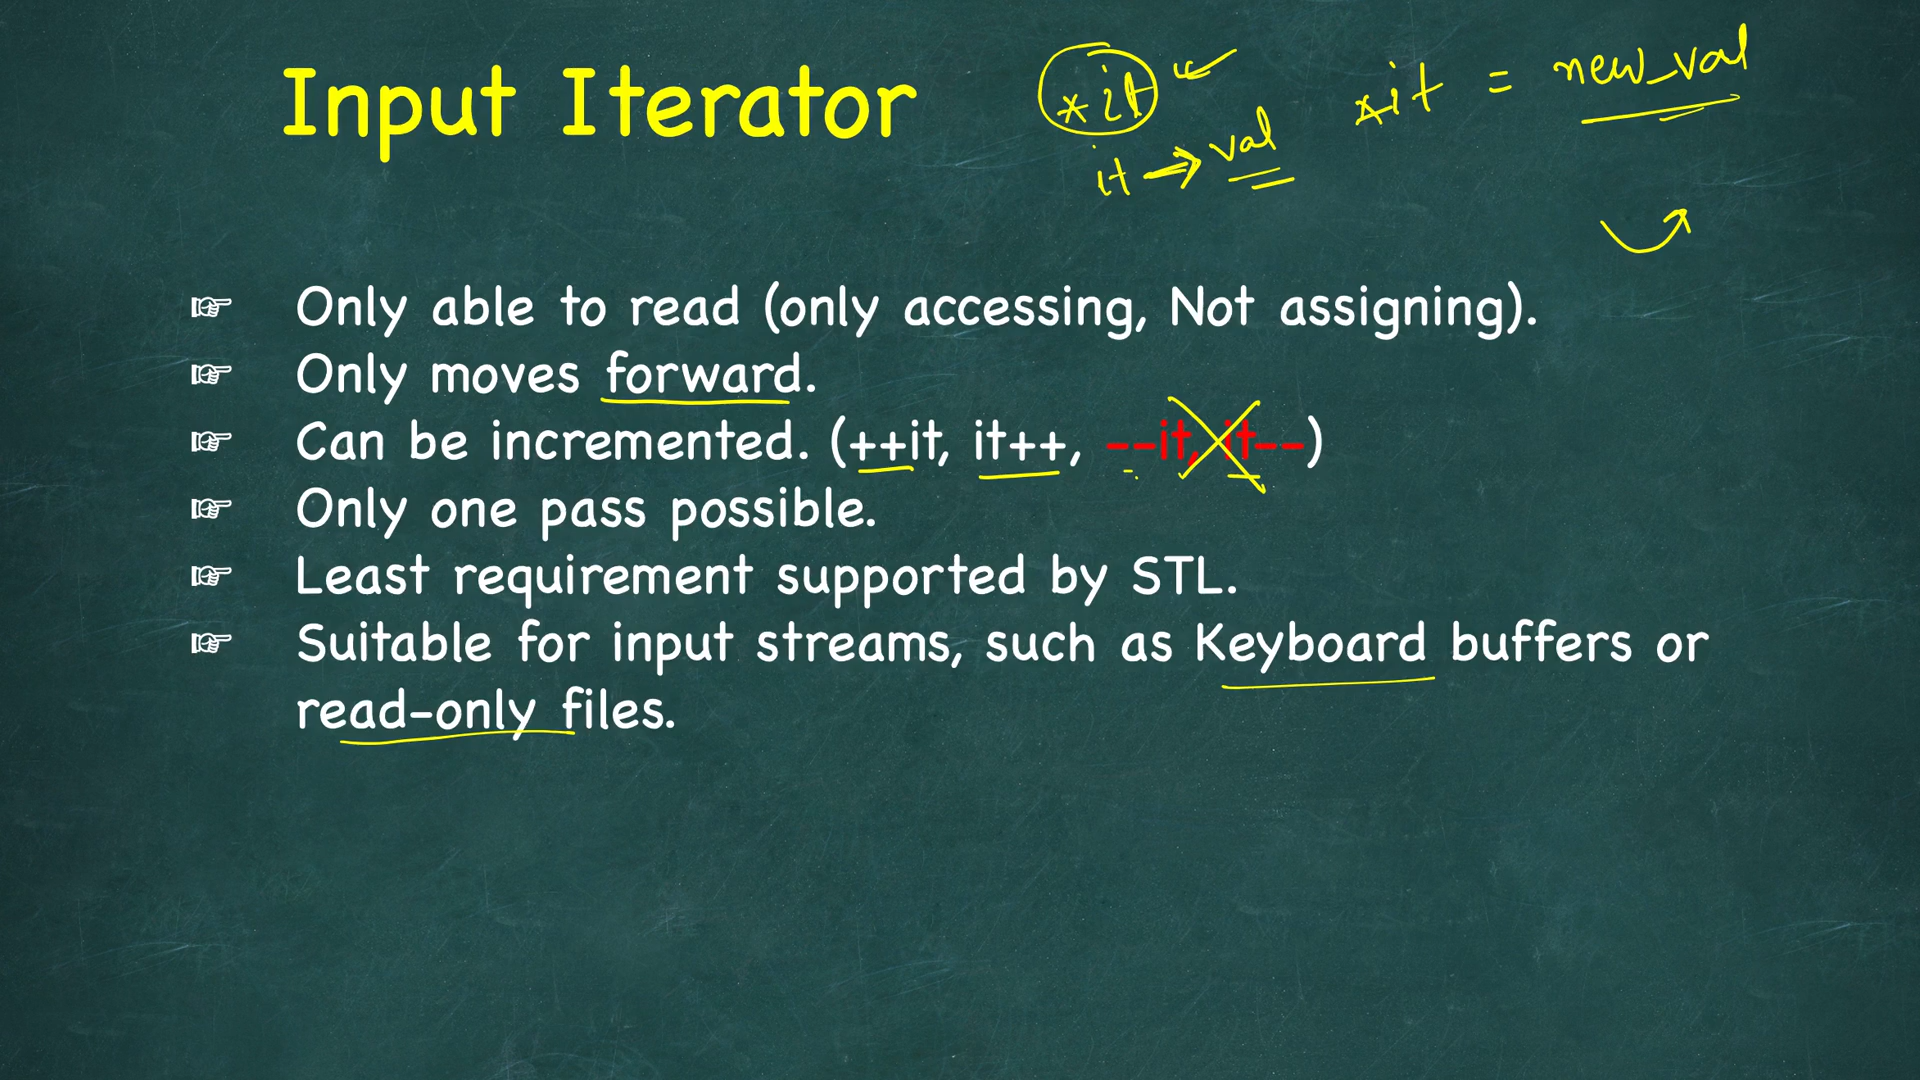 Input Iterator
*it
it → val
*it = new_val
☞ Only able to read (only accessing, Not assigning).
☞ Only moves forward.
☞ Can be incremented. (++it, it++, --it, it--)
☞ Only one pass possible.
☞ Least requirement supported by STL.
☞ Suitable for input streams, such as Keyboard buffers or
read-only files.